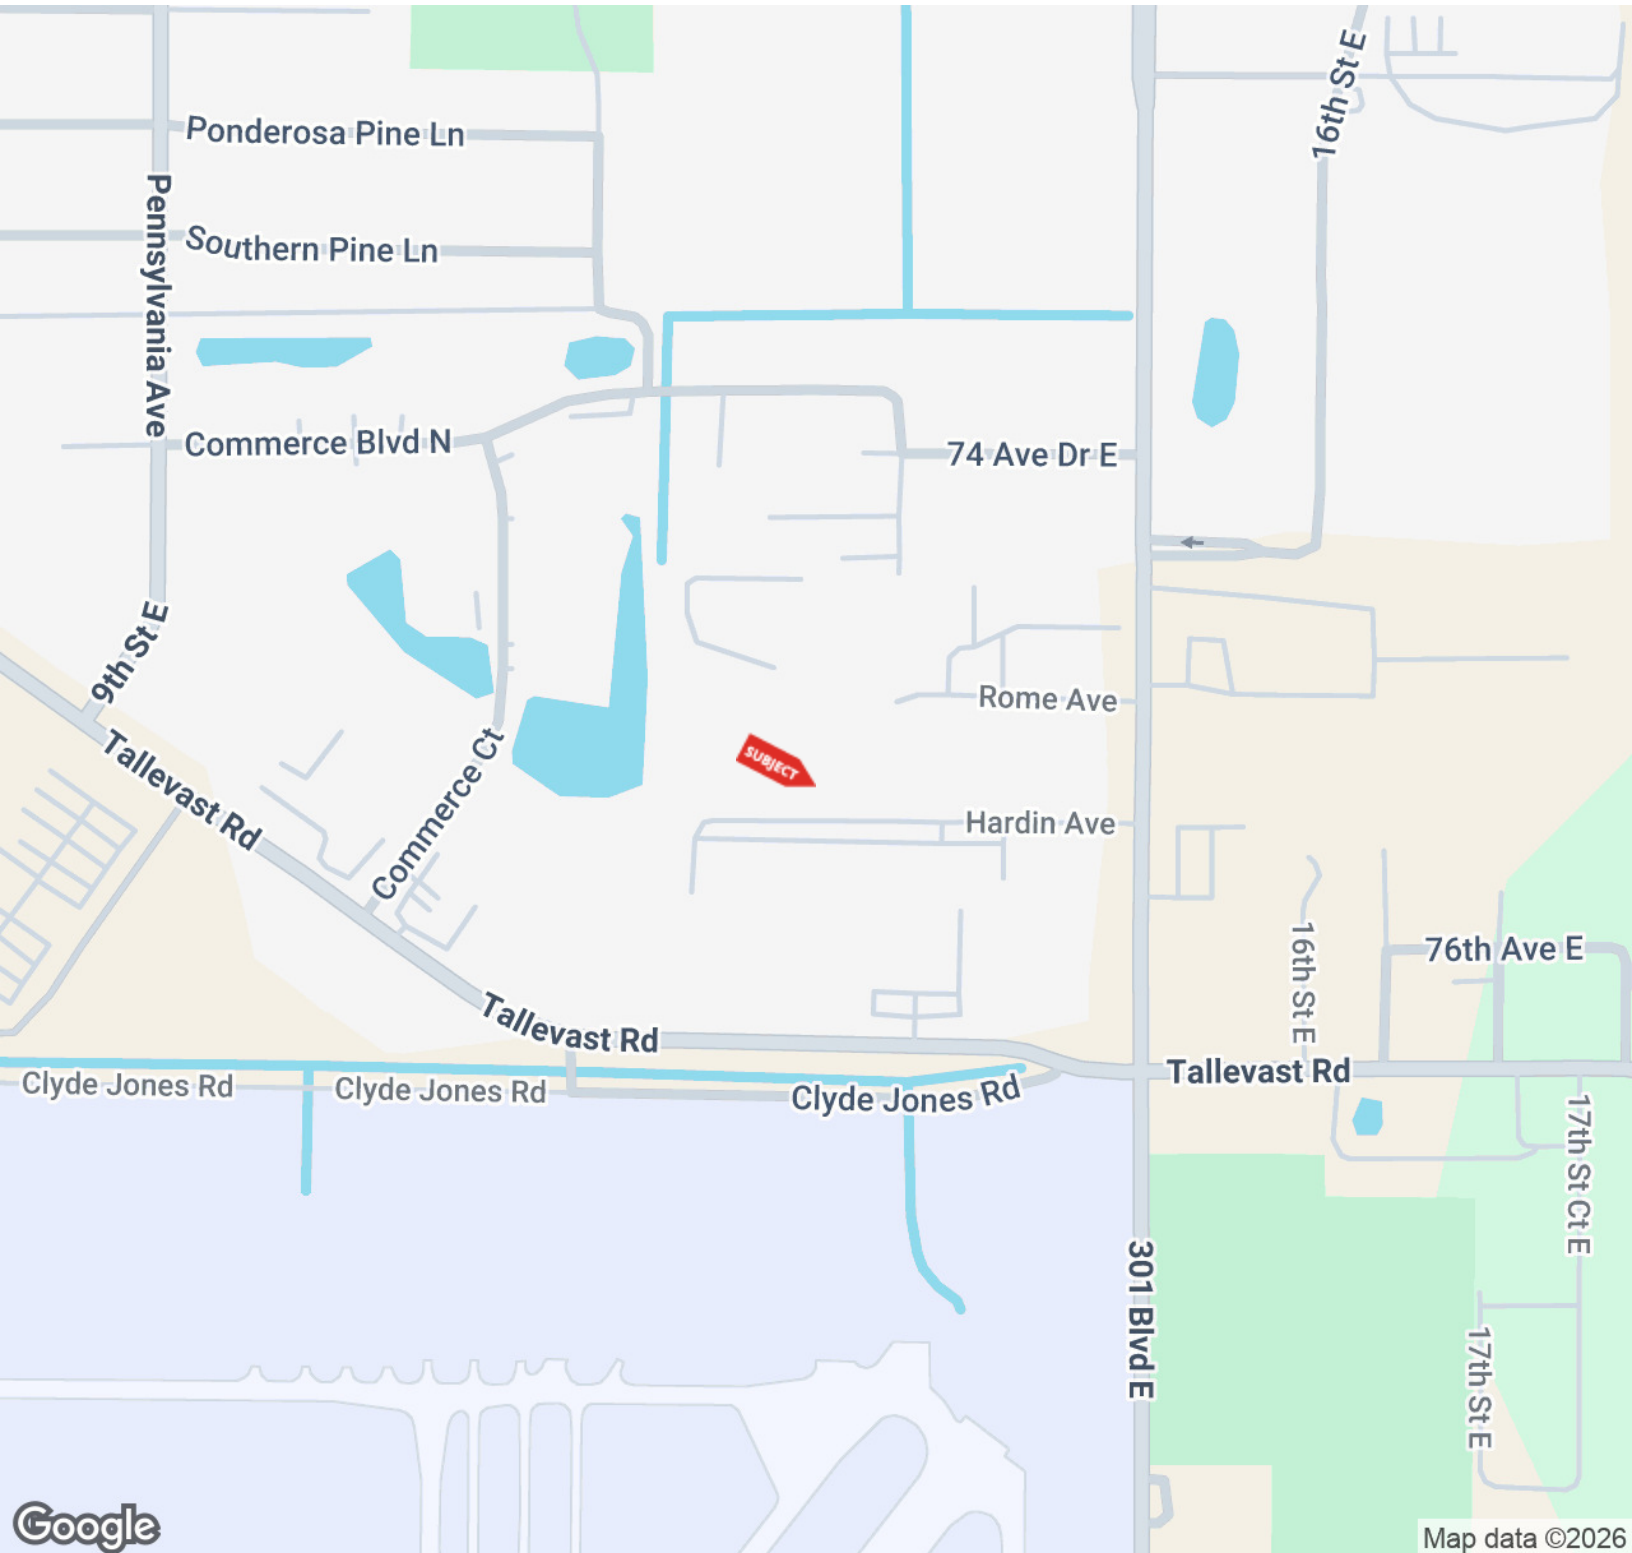 16th St E
Ponderosa Pine Ln
Pennsylvania Ave
Southern Pine Ln
Commerce Blvd N
74 Ave Dr E
9th St E
Rome Ave
Tallevast Rd
Commerce Ct
SUBJECT
Hardin Ave
16th St E
76th Ave E
Tallevast Rd
Tallevast Rd
Clyde Jones Rd
Clyde Jones Rd
Clyde Jones Rd
17th St Ct E
301 Blvd E
17th St E
Google
Map data ©2026